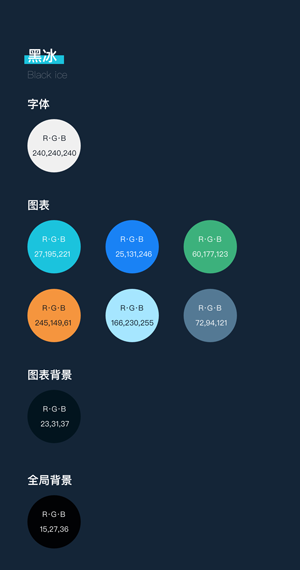 黑冰
Black ice
字体
R·G·B
240,240,240
图表
R·G·B
27,195,221
R·G·B
25,131,246
R·G·B
60,177,123
R·G·B
245,149,61
R·G·B
166,230,255
R·G·B
72,94,121
图表背景
R·G·B
23,31,37
全局背景
R·G·B
15,27,36